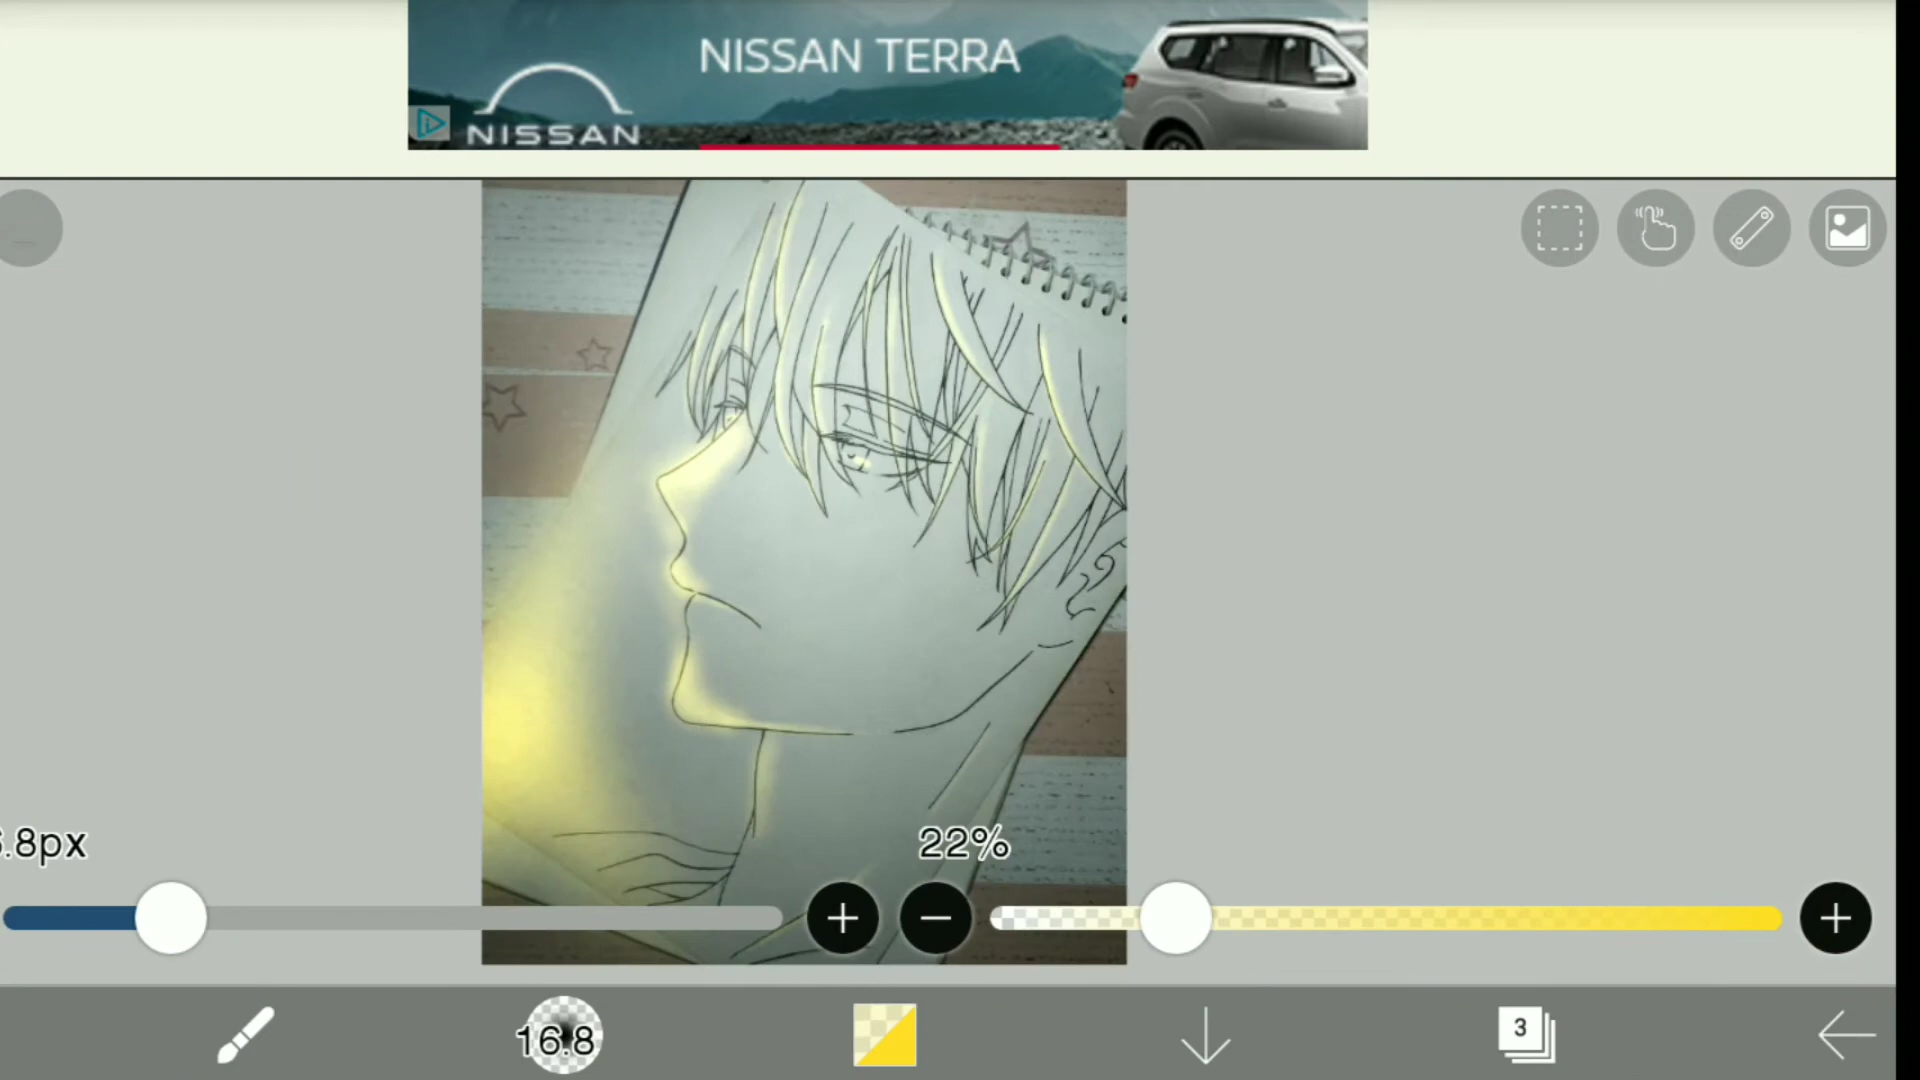 NISSAN TERRA
NISSAN
.8px
22%
16.8
3